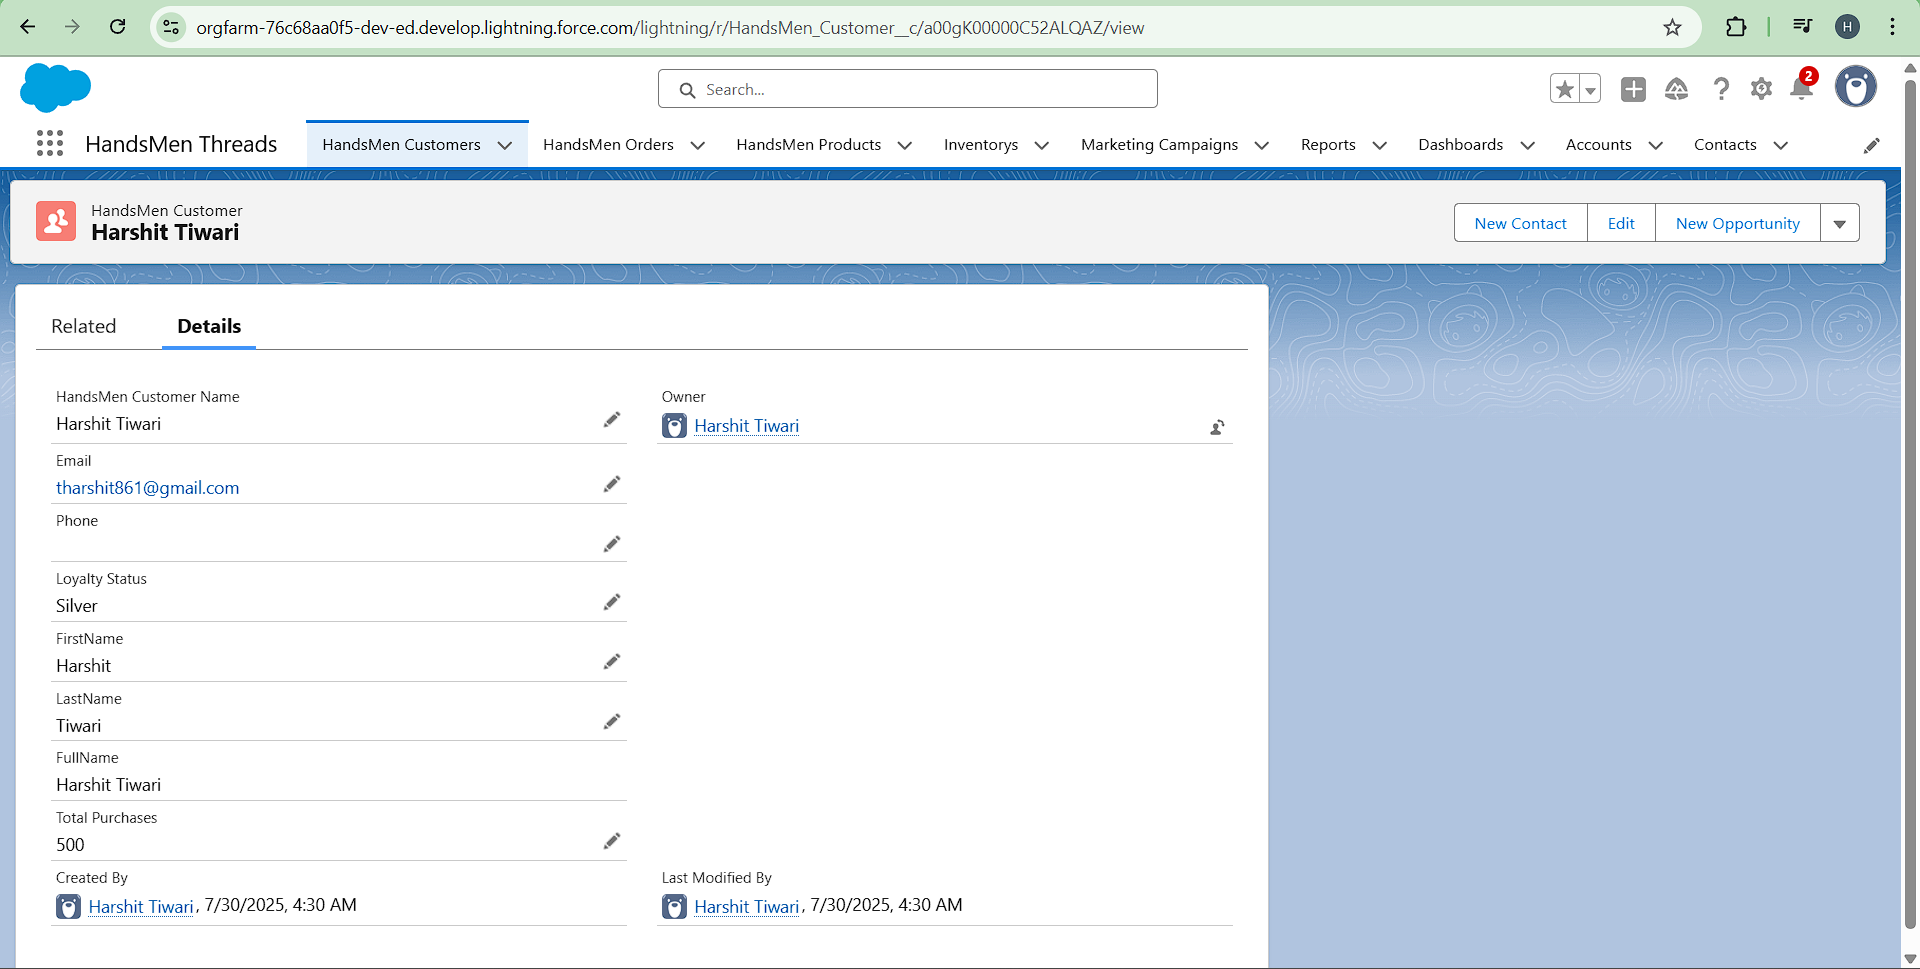 orgfarm-76c68aa0f5-dev-ed.develop.lightning.force.com/lightning/r/HandsMen_Customer__c/a00gK00000C52ALQAZ/view
H
Search...
2
HandsMen Threads
HandsMen Customers
HandsMen Orders
HandsMen Products
Inventorys
Marketing Campaigns
Reports
Dashboards
Accounts
Contacts
HandsMen Customer
Harshit Tiwari
New Contact
Edit
New Opportunity
Related
Details
HandsMen Customer Name
Harshit Tiwari
Owner
Harshit Tiwari
Email
tharshit861@gmail.com
Phone
Loyalty Status
Silver
FirstName
Harshit
LastName
Tiwari
FullName
Harshit Tiwari
Total Purchases
500
Created By
Harshit Tiwari, 7/30/2025, 4:30 AM
Last Modified By
Harshit Tiwari, 7/30/2025, 4:30 AM